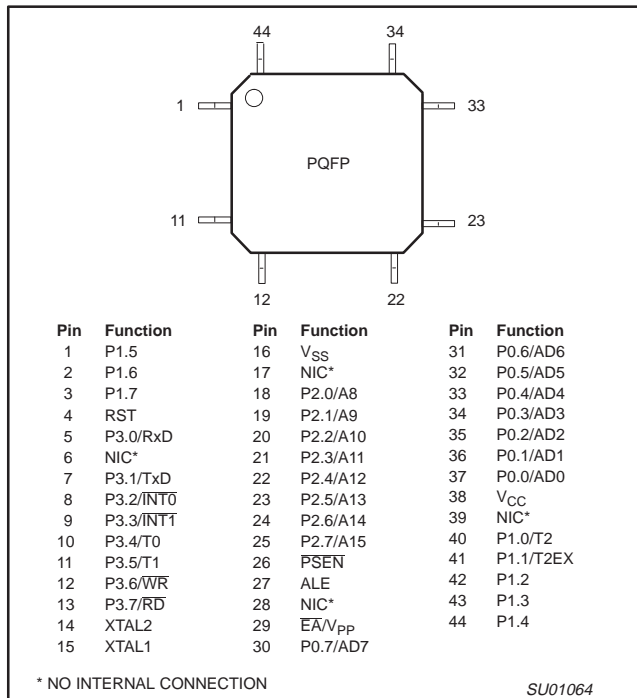 44 34
1 33
PQFP
11 23
12 22
Pin Function Pin Function Pin Function
1 P1.5 16 VSS 31 P0.6/AD6
2 P1.6 17 NIC* 32 P0.5/AD5
3 P1.7 18 P2.0/A8 33 P0.4/AD4
4 RST 19 P2.1/A9 34 P0.3/AD3
5 P3.0/RxD 20 P2.2/A10 35 P0.2/AD2
6 NIC* 21 P2.3/A11 36 P0.1/AD1
7 P3.1/TxD 22 P2.4/A12 37 P0.0/AD0
8 P3.2/I̅N̅T̅0̅ 23 P2.5/A13 38 VCC
9 P3.3/I̅N̅T̅1̅ 24 P2.6/A14 39 NIC*
10 P3.4/T0 25 P2.7/A15 40 P1.0/T2
11 P3.5/T1 26 P̅S̅E̅N̅ 41 P1.1/T2EX
12 P3.6/W̅R̅ 27 ALE 42 P1.2
13 P3.7/R̅D̅ 28 NIC* 43 P1.3
14 XTAL2 29 E̅A̅/VPP 44 P1.4
15 XTAL1 30 P0.7/AD7
* NO INTERNAL CONNECTION SU01064